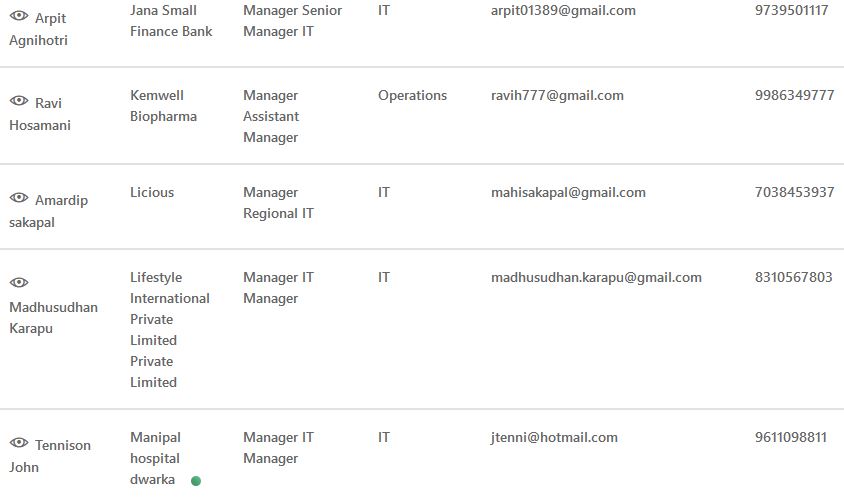 Arpit Agnihotri
Jana Small Finance Bank
Manager Senior Manager IT
IT
arpit01389@gmail.com
9739501117
Ravi Hosamani
Kemwell Biopharma
Manager Assistant Manager
Operations
ravih777@gmail.com
9986349777
Amardip sakapal
Licious
Manager Regional IT
IT
mahisakapal@gmail.com
7038453937
Madhusudhan Karapu
Lifestyle International Private Limited Private Limited
Manager IT Manager
IT
madhusudhan.karapu@gmail.com
8310567803
Tennison John
Manipal hospital dwarka
Manager IT Manager
IT
jtenni@hotmail.com
9611098811